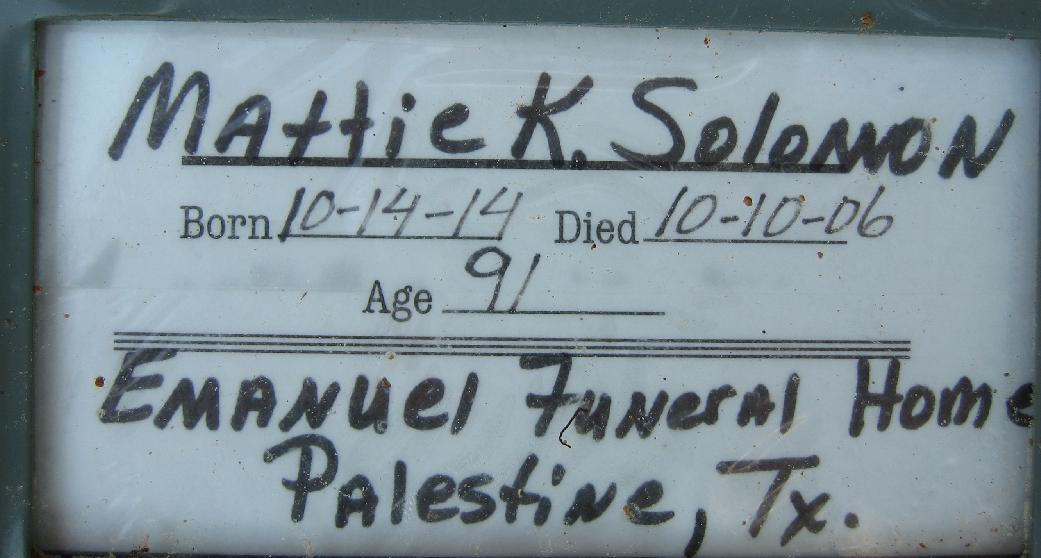 Mattie K. Solomon
Born 10-14-14 Died 10-10-06
Age 91
Emanuel Funeral Home
Palestine, Tx.